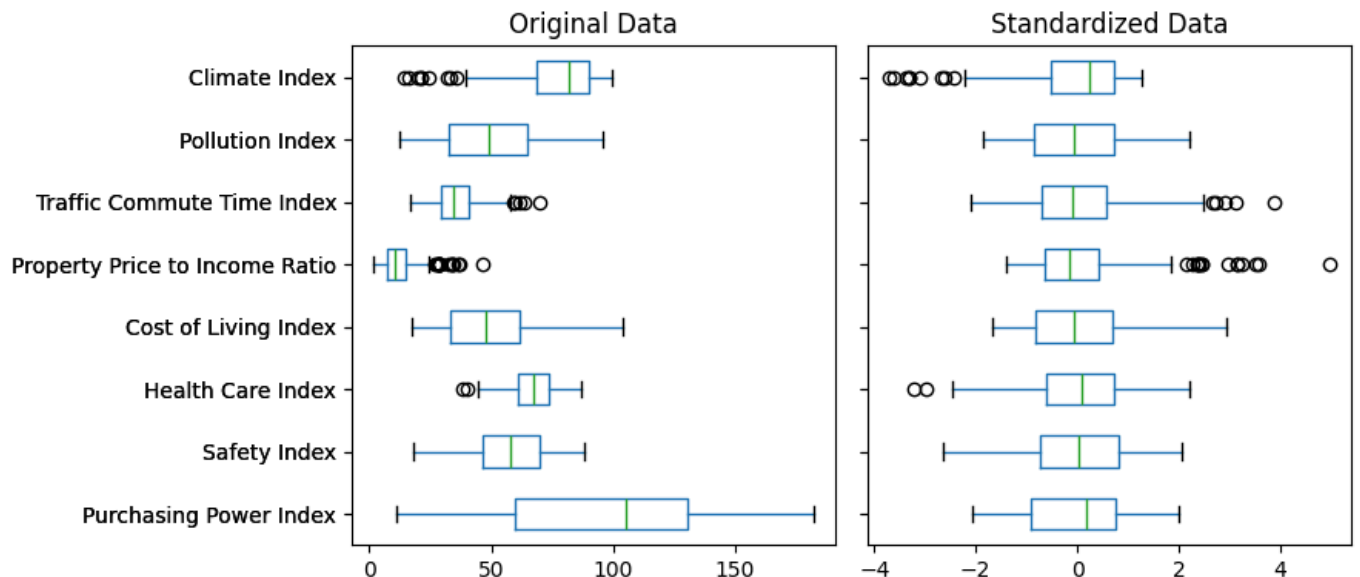 Original Data
Standardized Data
Climate Index
Pollution Index
Traffic Commute Time Index
Property Price to Income Ratio
Cost of Living Index
Health Care Index
Safety Index
Purchasing Power Index
0 50 100 150
−4 −2 0 2 4